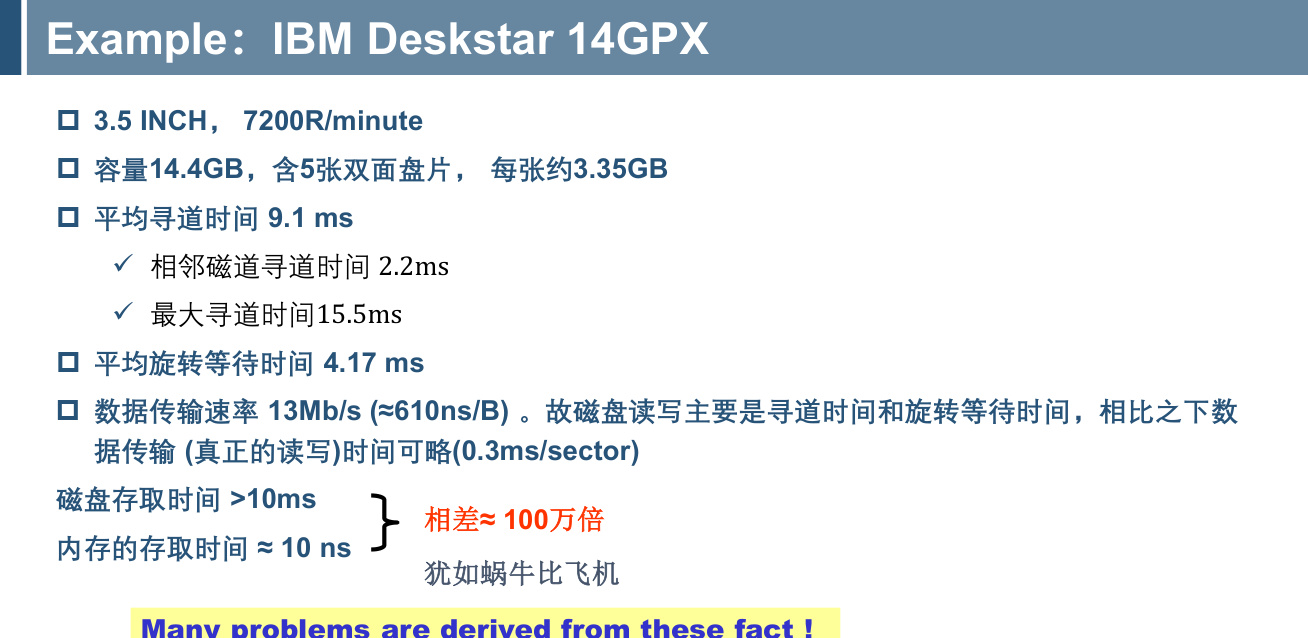 Example：IBM Deskstar 14GPX
3.5 INCH， 7200R/minute
容量14.4GB，含5张双面盘片， 每张约3.35GB
平均寻道时间 9.1 ms
相邻磁道寻道时间 2.2ms
最大寻道时间15.5ms
平均旋转等待时间 4.17 ms
数据传输速率 13Mb/s (≈610ns/B) 。故磁盘读写主要是寻道时间和旋转等待时间，相比之下数
据传输 (真正的读写)时间可略(0.3ms/sector)
磁盘存取时间 >10ms
内存的存取时间 ≈ 10 ns
相差≈ 100万倍
犹如蜗牛比飞机
Many problems are derived from these fact !